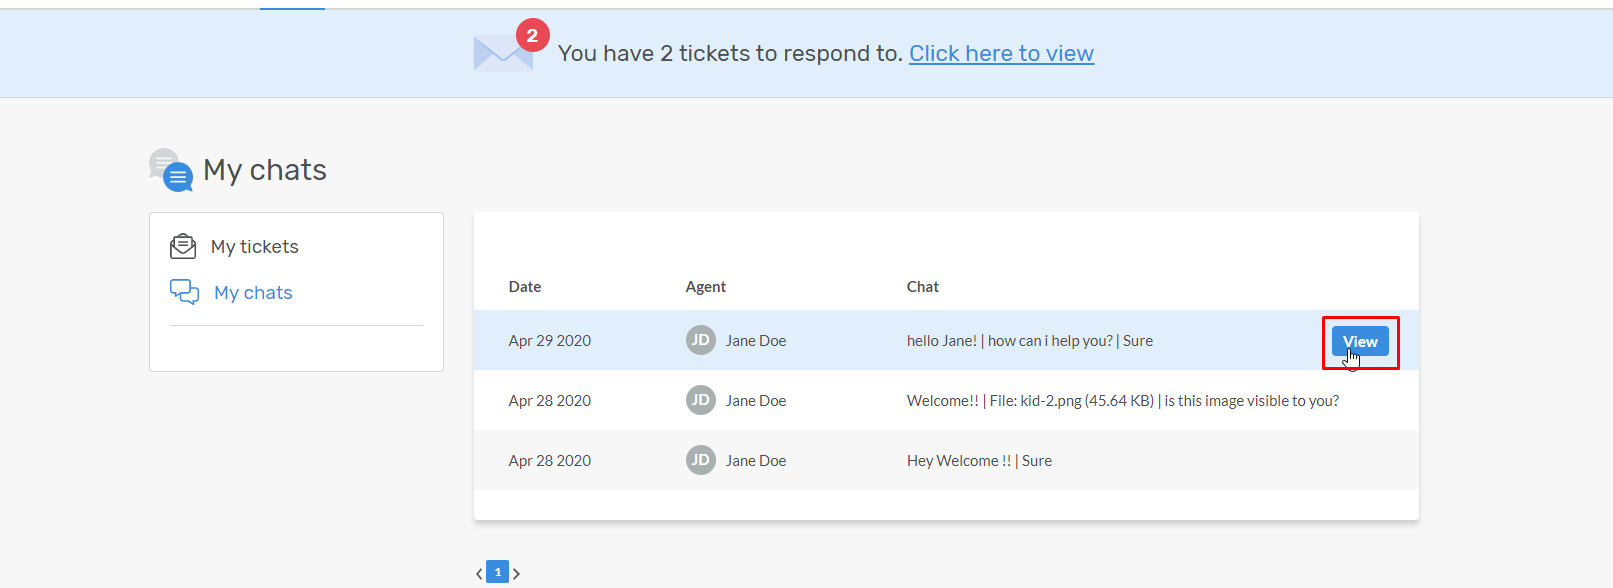 2
You have 2 tickets to respond to. Click here to view
My chats
My tickets
My chats
Date Agent Chat
Apr 29 2020 JD Jane Doe hello Jane! | how can i help you? | Sure View
Apr 28 2020 JD Jane Doe Welcome!! | File: kid-2.png (45.64 KB) | is this image visible to you?
Apr 28 2020 JD Jane Doe Hey Welcome !! | Sure
< 1 >